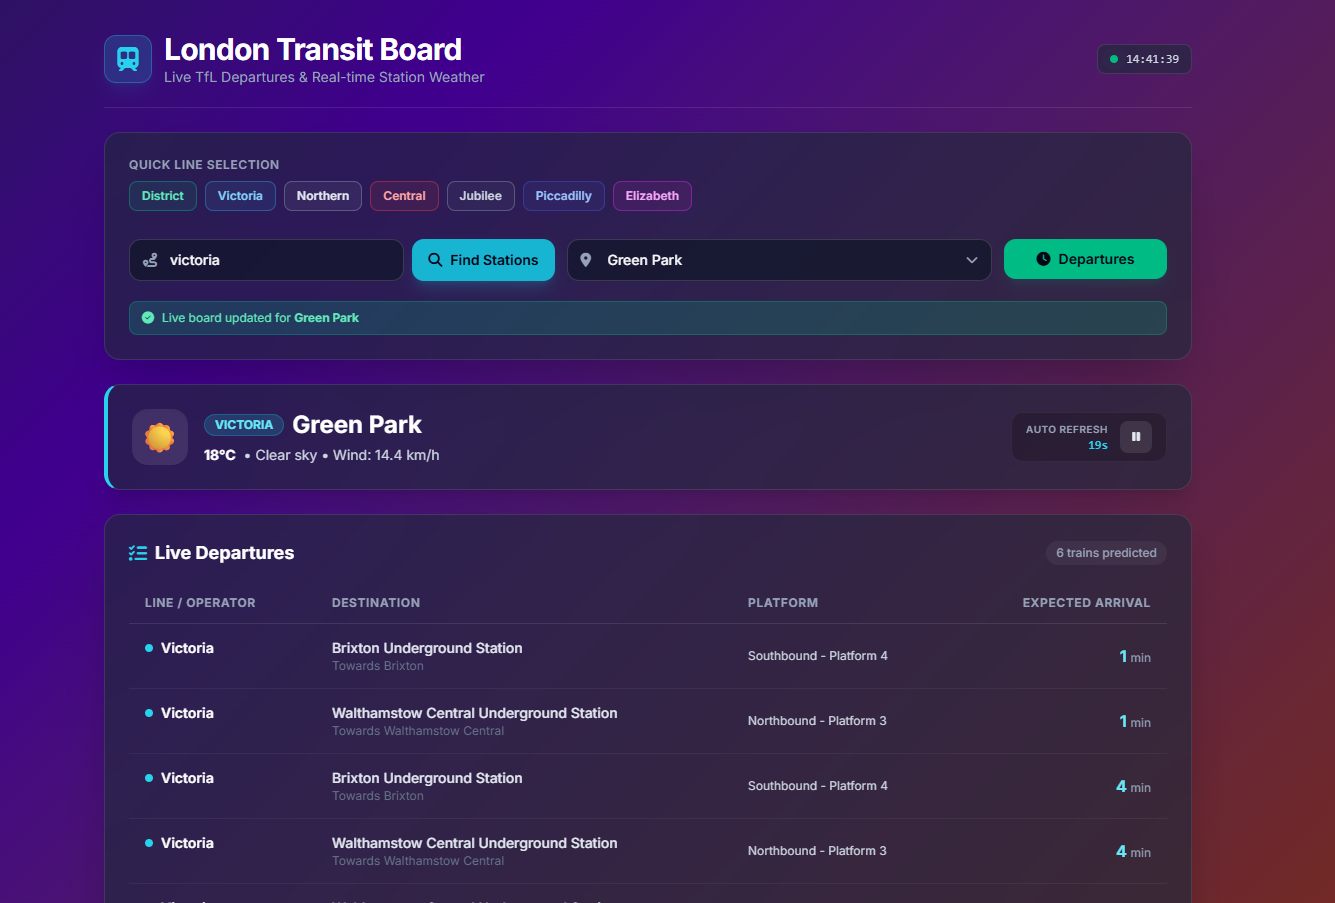 London Transit Board
Live TfL Departures & Real-time Station Weather
14:41:39
QUICK LINE SELECTION
District
Victoria
Northern
Central
Jubilee
Piccadilly
Elizabeth
victoria
Find Stations
Green Park
Departures
Live board updated for Green Park
VICTORIA
Green Park
18°C • Clear sky • Wind: 14.4 km/h
AUTO REFRESH
19s
Live Departures
6 trains predicted
LINE / OPERATOR DESTINATION PLATFORM EXPECTED ARRIVAL
Victoria Brixton Underground Station Southbound - Platform 4 1 min
Towards Brixton
Victoria Walthamstow Central Underground Station Northbound - Platform 3 1 min
Towards Walthamstow Central
Victoria Brixton Underground Station Southbound - Platform 4 4 min
Towards Brixton
Victoria Walthamstow Central Underground Station Northbound - Platform 3 4 min
Towards Walthamstow Central